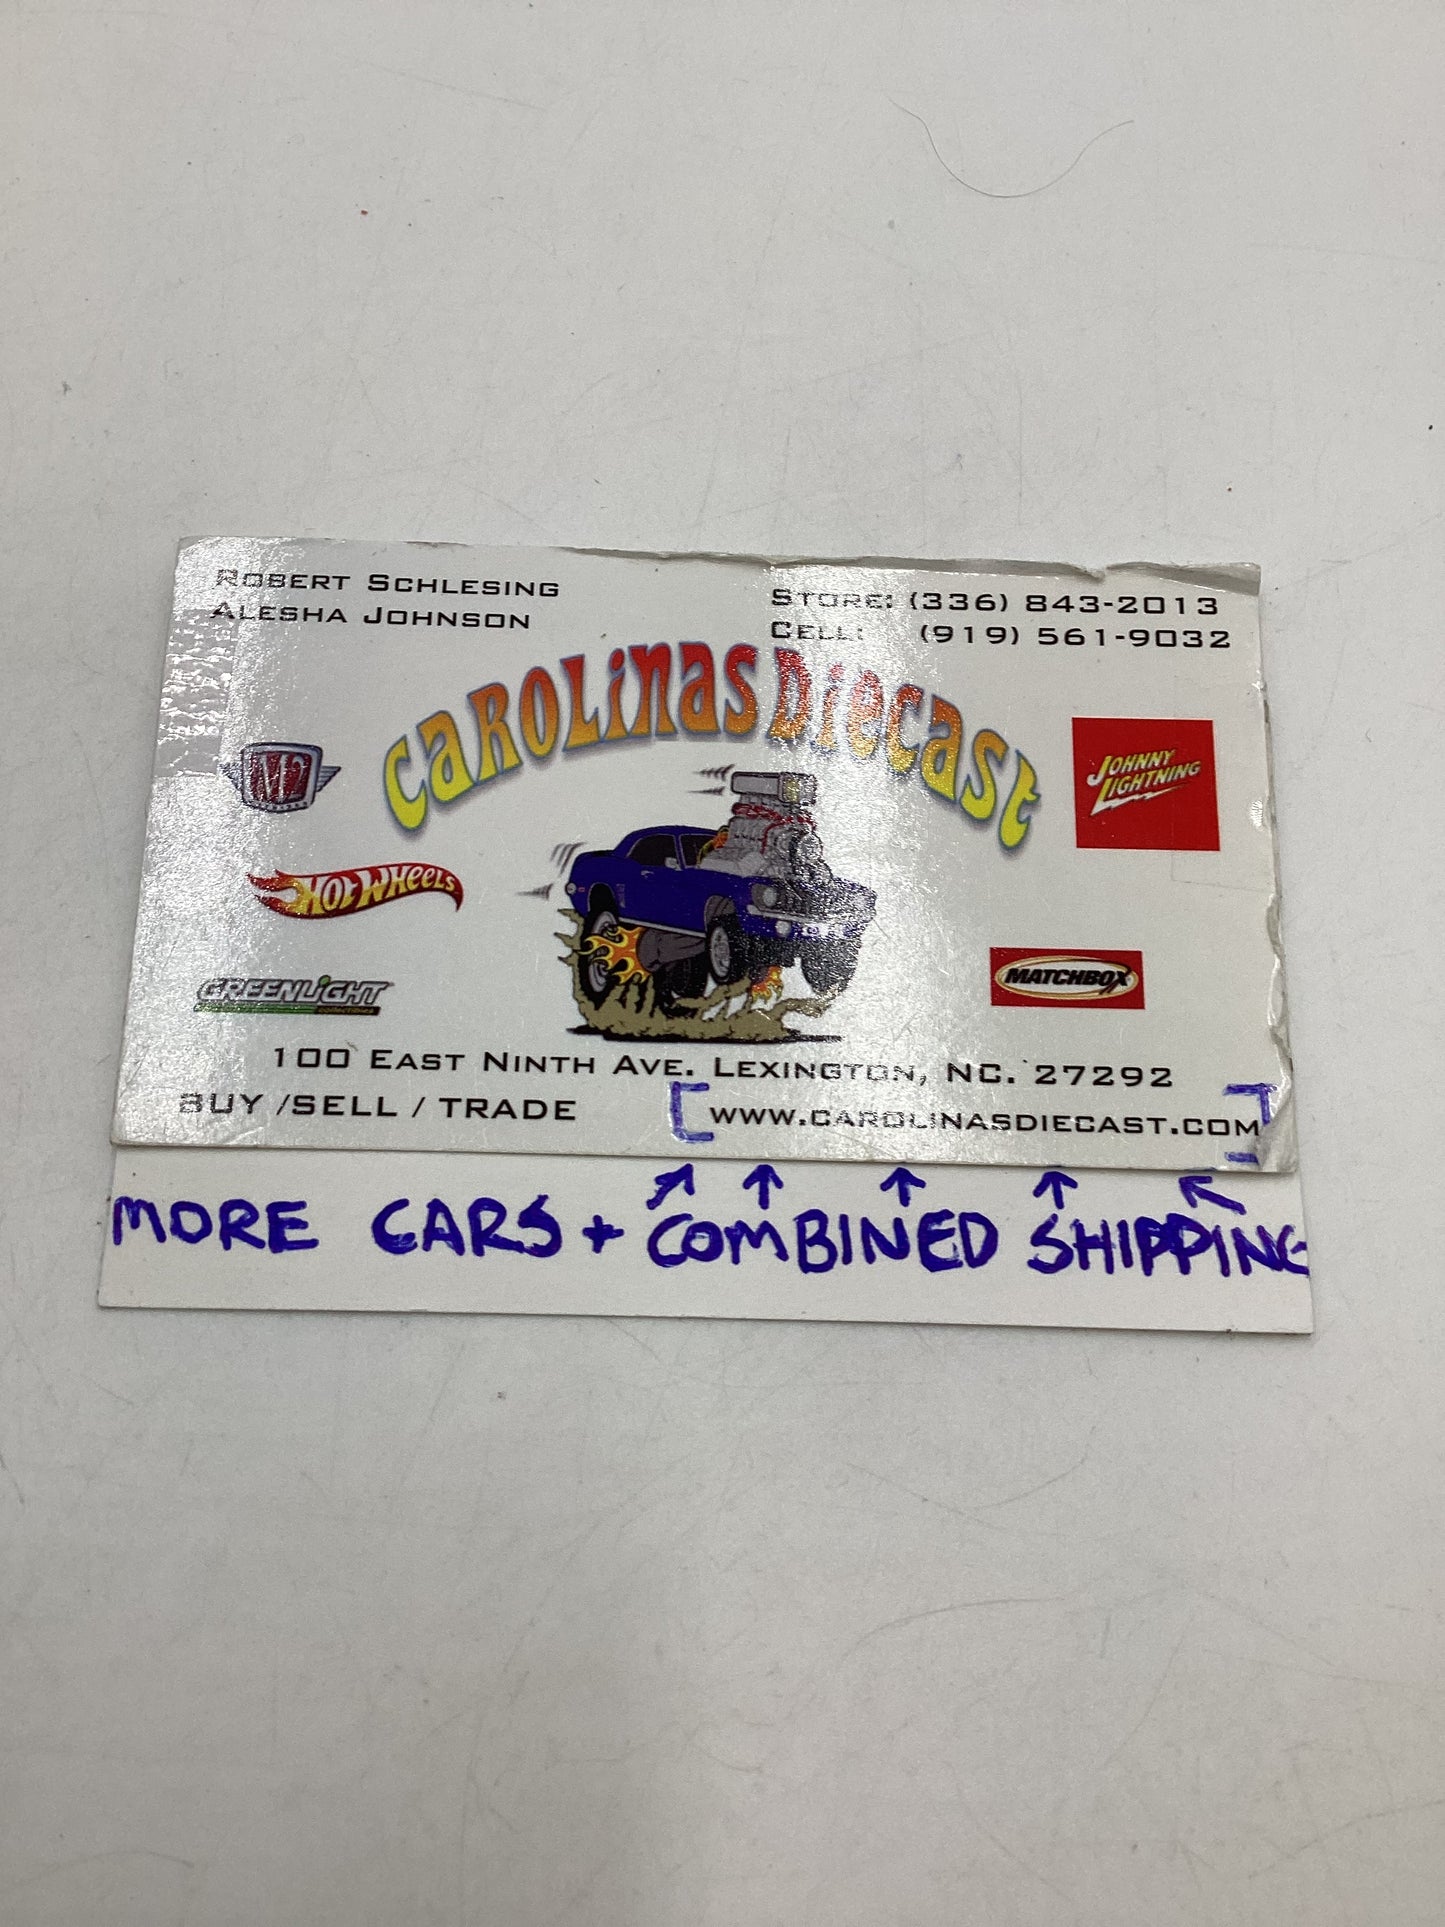 ROBERT SCHLESING
ALESHA JOHNSON
STORE: (336) 843-2013
CELL: (919) 561-9032
CAROLINAS DIECAST
M2
JOHNNY
LIGHTNING
HOT WHEELS
GREENLIGHT
MATCHBOX
100 EAST NINTH AVE. LEXINGTON, NC. 27292
BUY /SELL / TRADE
WWW.CAROLINASDIECAST.COM
MORE CARS + COMBINED SHIPPING